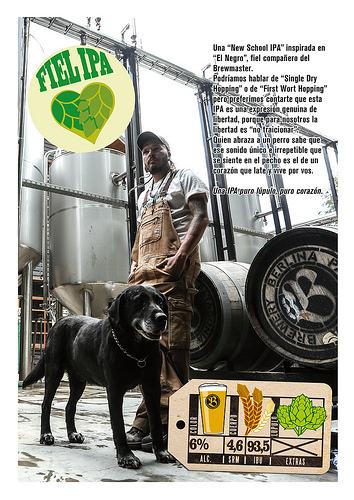 FIEL IPA
Una “New School IPA” inspirada en
“El Negro”, fiel compañero del
Brewmaster.
Podríamos hablar de “Single Dry
Hopping” o de “First Wort Hopping”
pero preferimos contarte que esta
IPA es una expresión genuina de
libertad, porque para nosotros la
libertad es “no traicionar”.
Quien abraza a un perro sabe que
ese sonido único e irrepetible que
se siente en el pecho es el de un
corazón que late y vive por vos.
Una IPA puro lúpulo, puro corazón.
BERLINA
BREWERY
B
COLOR
CUERPO
6%
4,6
93,5
ALC.
SRM
IBU
EXTRAS